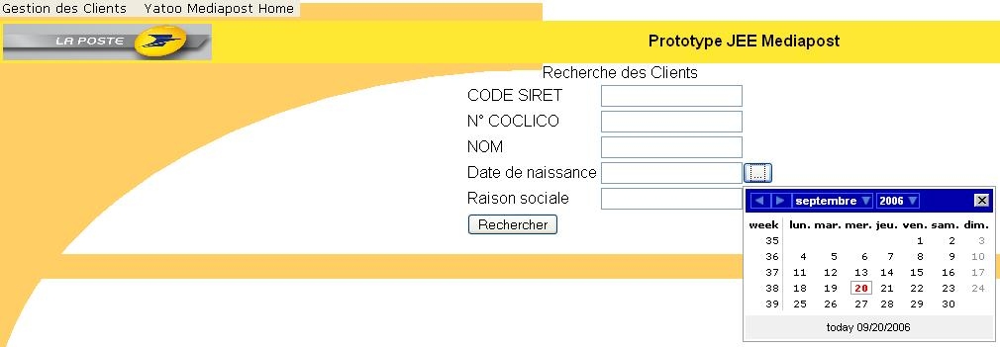 Gestion des Clients Yatoo Mediapost Home
LA POSTE
Prototype JEE Mediapost
Recherche des Clients
CODE SIRET
N° COCLICO
NOM
Date de naissance ...
Raison sociale
Rechercher
septembre 2006
week lun. mar. mer. jeu. ven. sam. dim.
35 1 2 3
36 4 5 6 7 8 9 10
37 11 12 13 14 15 16 17
38 18 19 20 21 22 23 24
39 25 26 27 28 29 30
today 09/20/2006